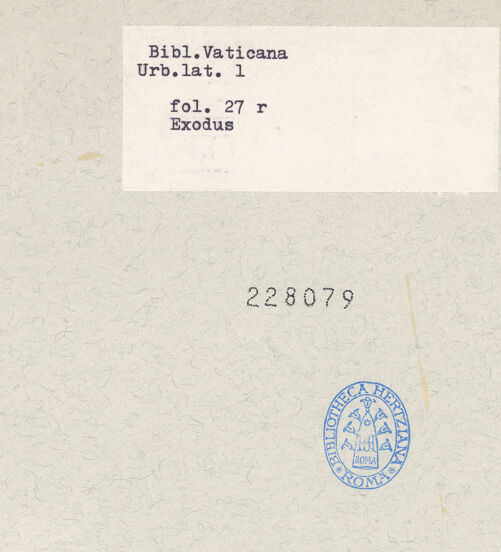 Bibl.Vaticana
Urb.lat. 1
fol. 27 r
Exodus
228079
BIBLIOTHECA HERTZIANA
ROMA
* ROMA *